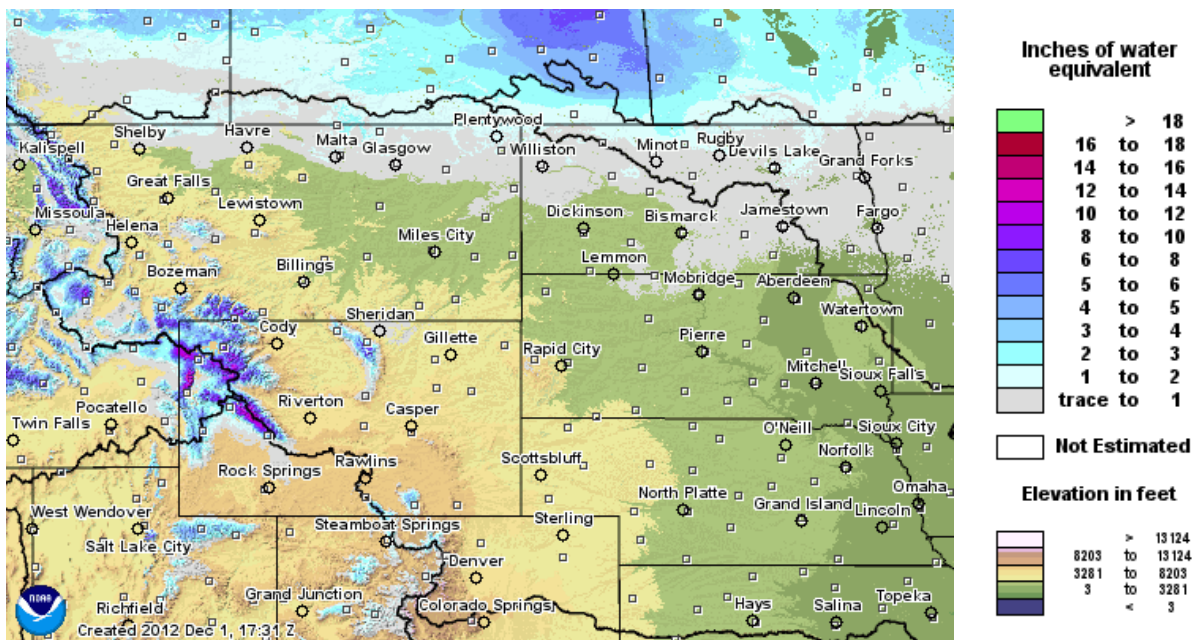 Plentywood
Shelby
Havre
Malta
Glasgow
Williston
Minot
Rugby
Devils Lake
Grand Forks
Kalispell
Great Falls
Lewistown
Dickinson
Bismarck
Jamestown
Fargo
Missoula
Helena
Miles City
Lemmon
Bozeman
Billings
Mobridge
Aberdeen
Cody
Sheridan
Gillette
Rapid City
Pierre
Watertown
Mitchell
Sioux Falls
Pocatello
Riverton
Casper
Twin Falls
O'Neill
Sioux City
Rock Springs
Rawlins
Scottsbluff
Norfolk
North Platte
Grand Island
Omaha
Lincoln
West Wendover
Salt Lake City
Steamboat Springs
Sterling
Denver
Richfield
Grand Junction
Colorado Springs
Hays
Salina
Topeka
NOAA
Created 2012 Dec 1, 17:31 Z
Inches of water
equivalent
> 18
16 to 18
14 to 16
12 to 14
10 to 12
8 to 10
6 to 8
5 to 6
4 to 5
3 to 4
2 to 3
1 to 2
trace to 1
Not Estimated
Elevation in feet
> 13124
8203 to 13124
3281 to 8203
3 to 3281
< 3